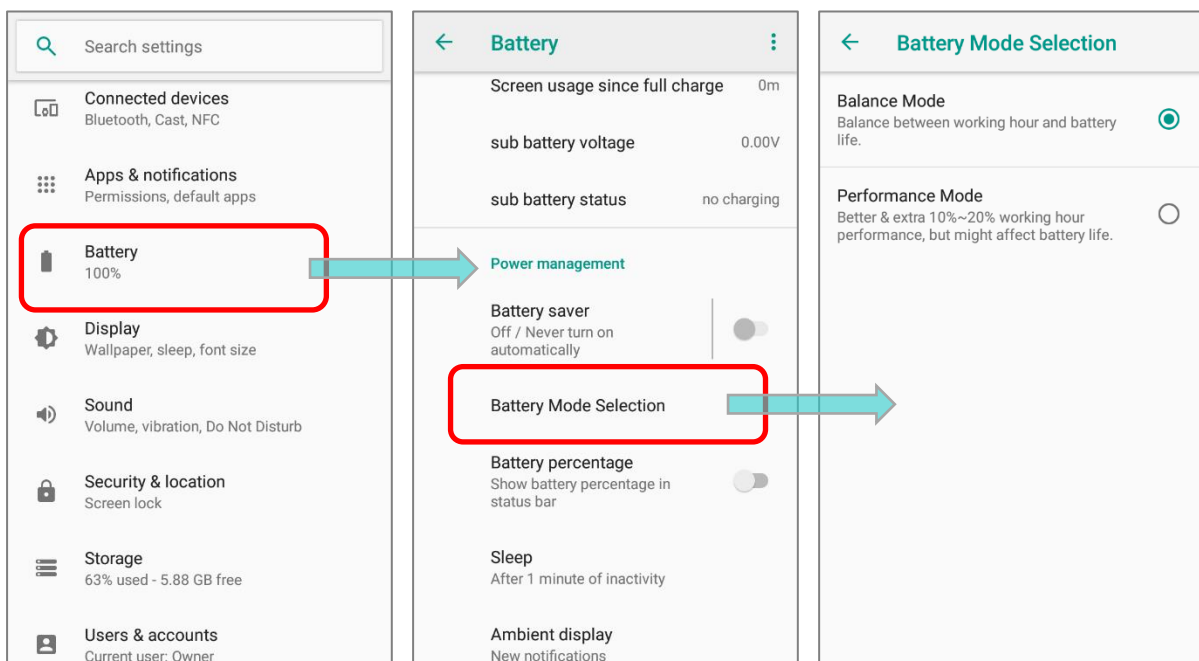 Search settings
Connected devices
Bluetooth, Cast, NFC
Apps & notifications
Permissions, default apps
Battery
100%
Display
Wallpaper, sleep, font size
Sound
Volume, vibration, Do Not Disturb
Security & location
Screen lock
Storage
63% used - 5.88 GB free
Users & accounts
Current user: Owner
Battery
Screen usage since full charge 0m
sub battery voltage 0.00V
sub battery status no charging
Power management
Battery saver
Off / Never turn on
automatically
Battery Mode Selection
Battery percentage
Show battery percentage in
status bar
Sleep
After 1 minute of inactivity
Ambient display
New notifications
Battery Mode Selection
Balance Mode
Balance between working hour and battery
life.
Performance Mode
Better & extra 10%~20% working hour
performance, but might affect battery life.